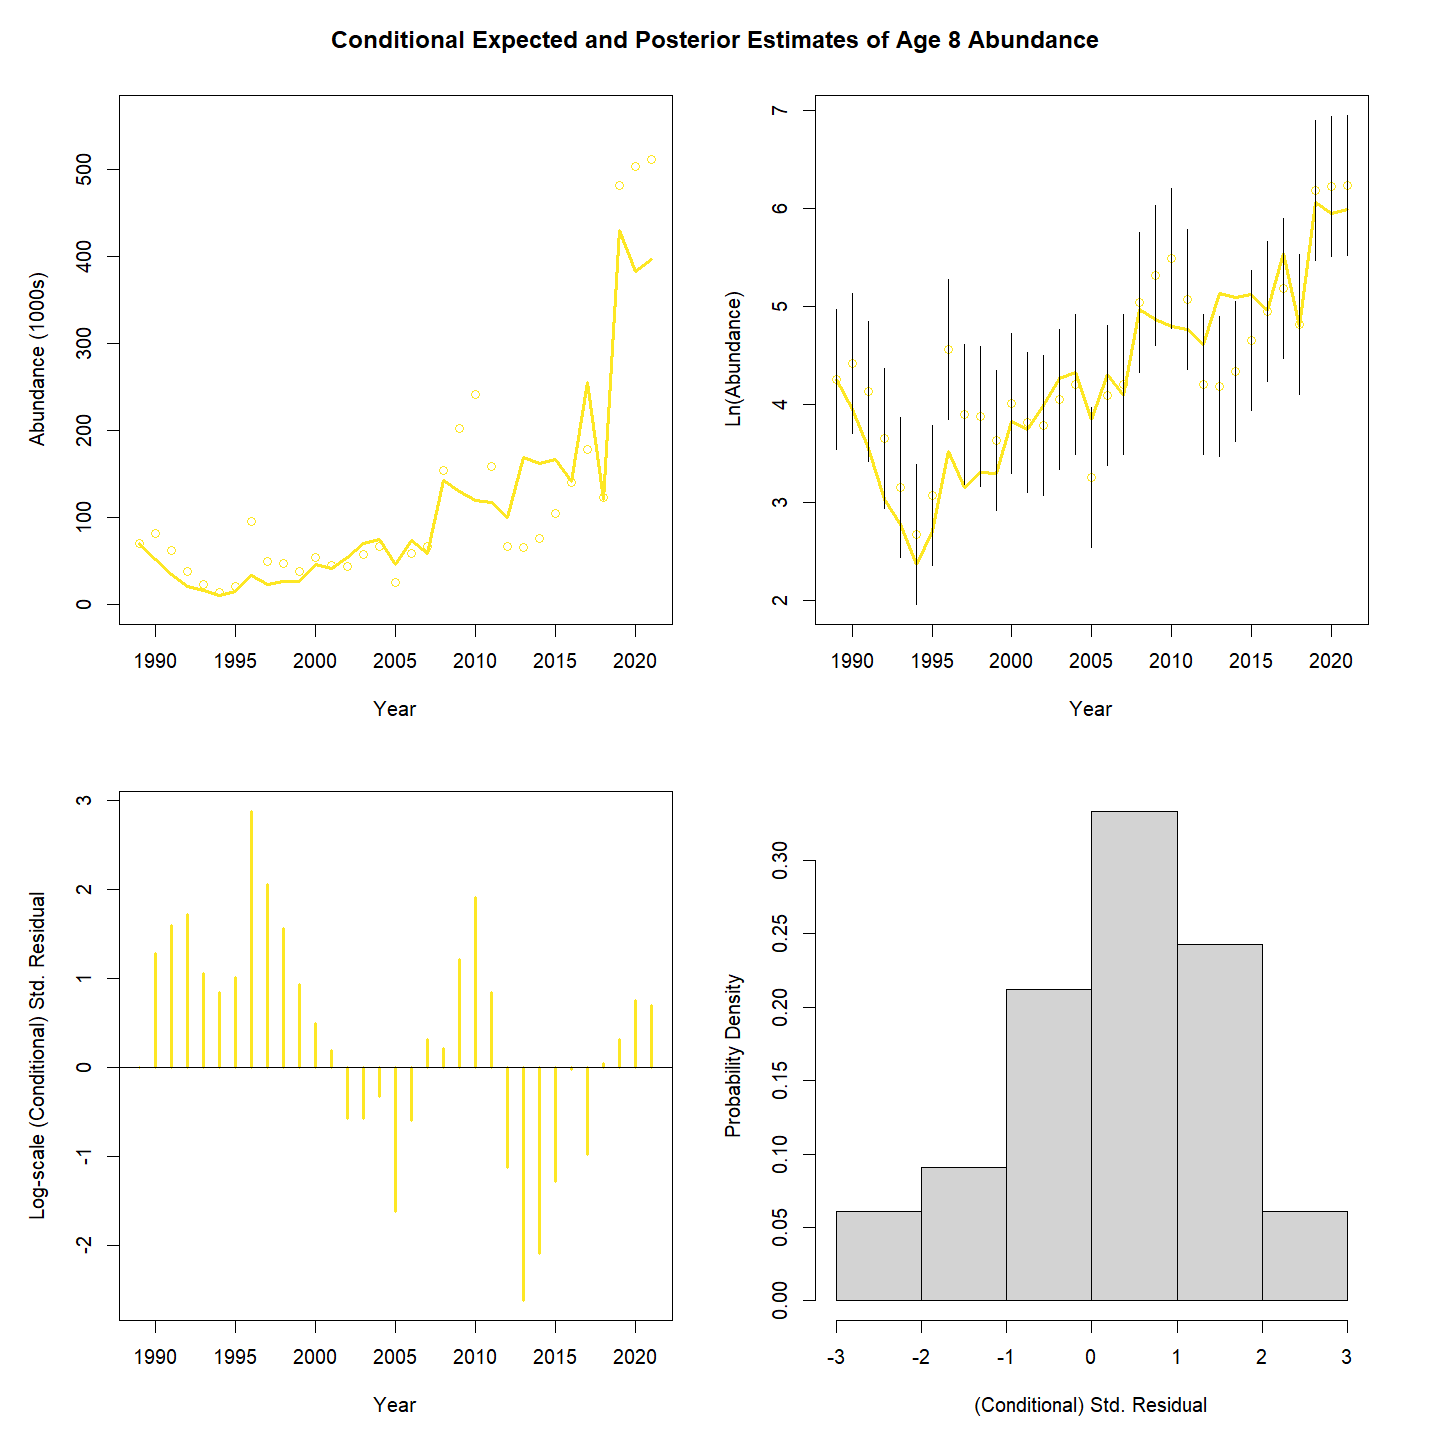 Conditional Expected and Posterior Estimates of Age 8 Abundance
Abundance (1000s)
500
400
300
200
100
0
1990 1995 2000 2005 2010 2015 2020
Year
Ln(Abundance)
7
6
5
4
3
2
1990 1995 2000 2005 2010 2015 2020
Year
Log-scale (Conditional) Std. Residual
3
2
1
0
-1
-2
1990 1995 2000 2005 2010 2015 2020
Year
Probability Density
0.30
0.25
0.20
0.15
0.10
0.05
0.00
-3 -2 -1 0 1 2 3
(Conditional) Std. Residual